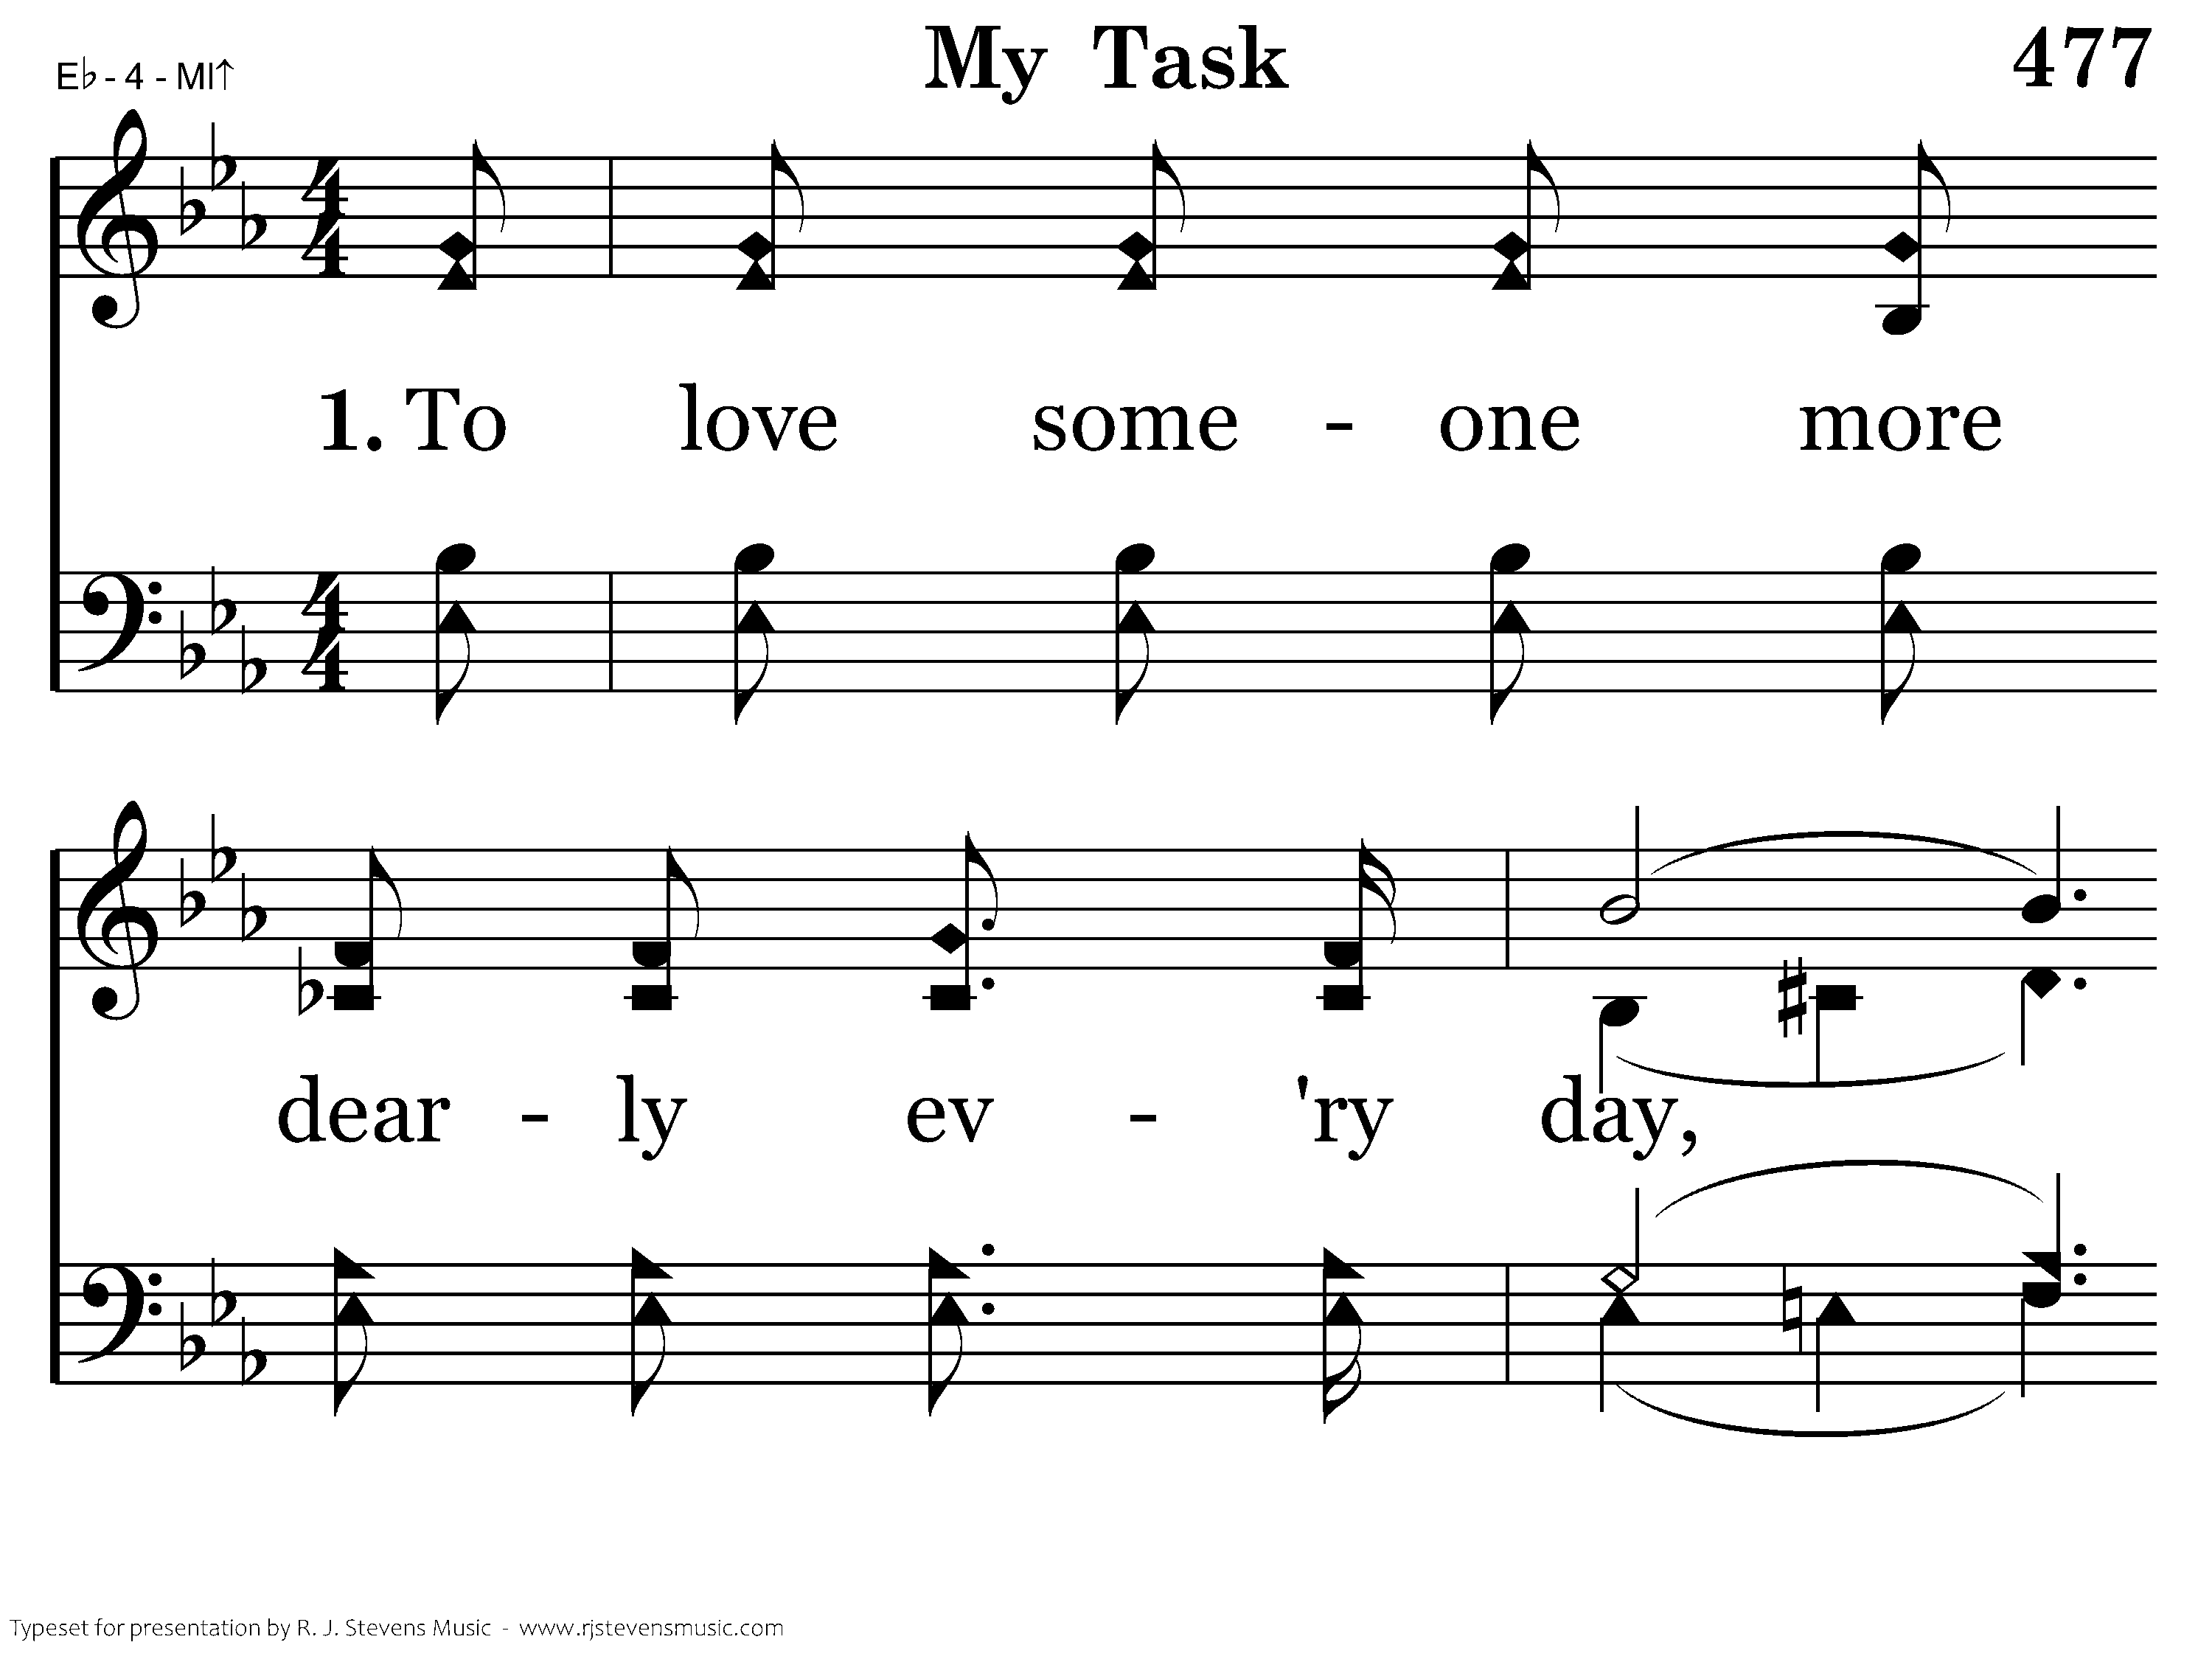 My Task
477
E♭ - 4 - MI↑
1. To love some - one more
dear - ly ev - 'ry day,
Typeset for presentation by R. J. Stevens Music - www.rjstevensmusic.com